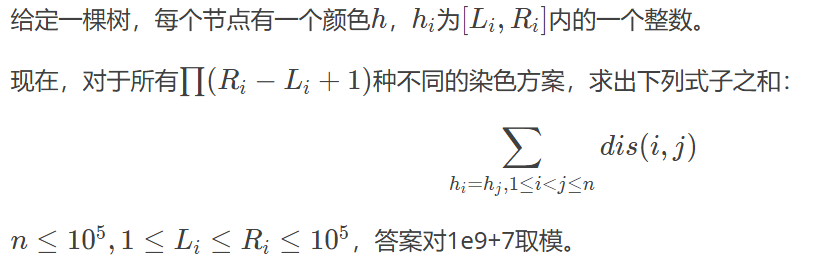 给定一棵树，每个节点有一个颜色h，h_i为[L_i, R_i]内的一个整数。
现在，对于所有∏(R_i − L_i + 1)种不同的染色方案，求出下列式子之和：
∑_{h_i=h_j,1≤i<j≤n} dis(i, j)
n ≤ 10^5, 1 ≤ L_i ≤ R_i ≤ 10^5，答案对1e9+7取模。